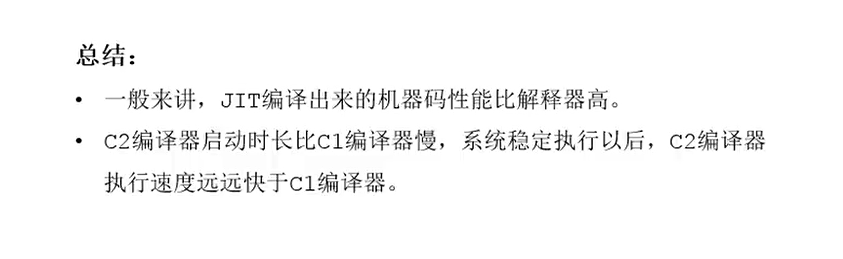 总结：
• 一般来讲，JIT编译出来的机器码性能比解释器高。
• C2编译器启动时长比C1编译器慢，系统稳定执行以后，C2编译器
执行速度远远快于C1编译器。